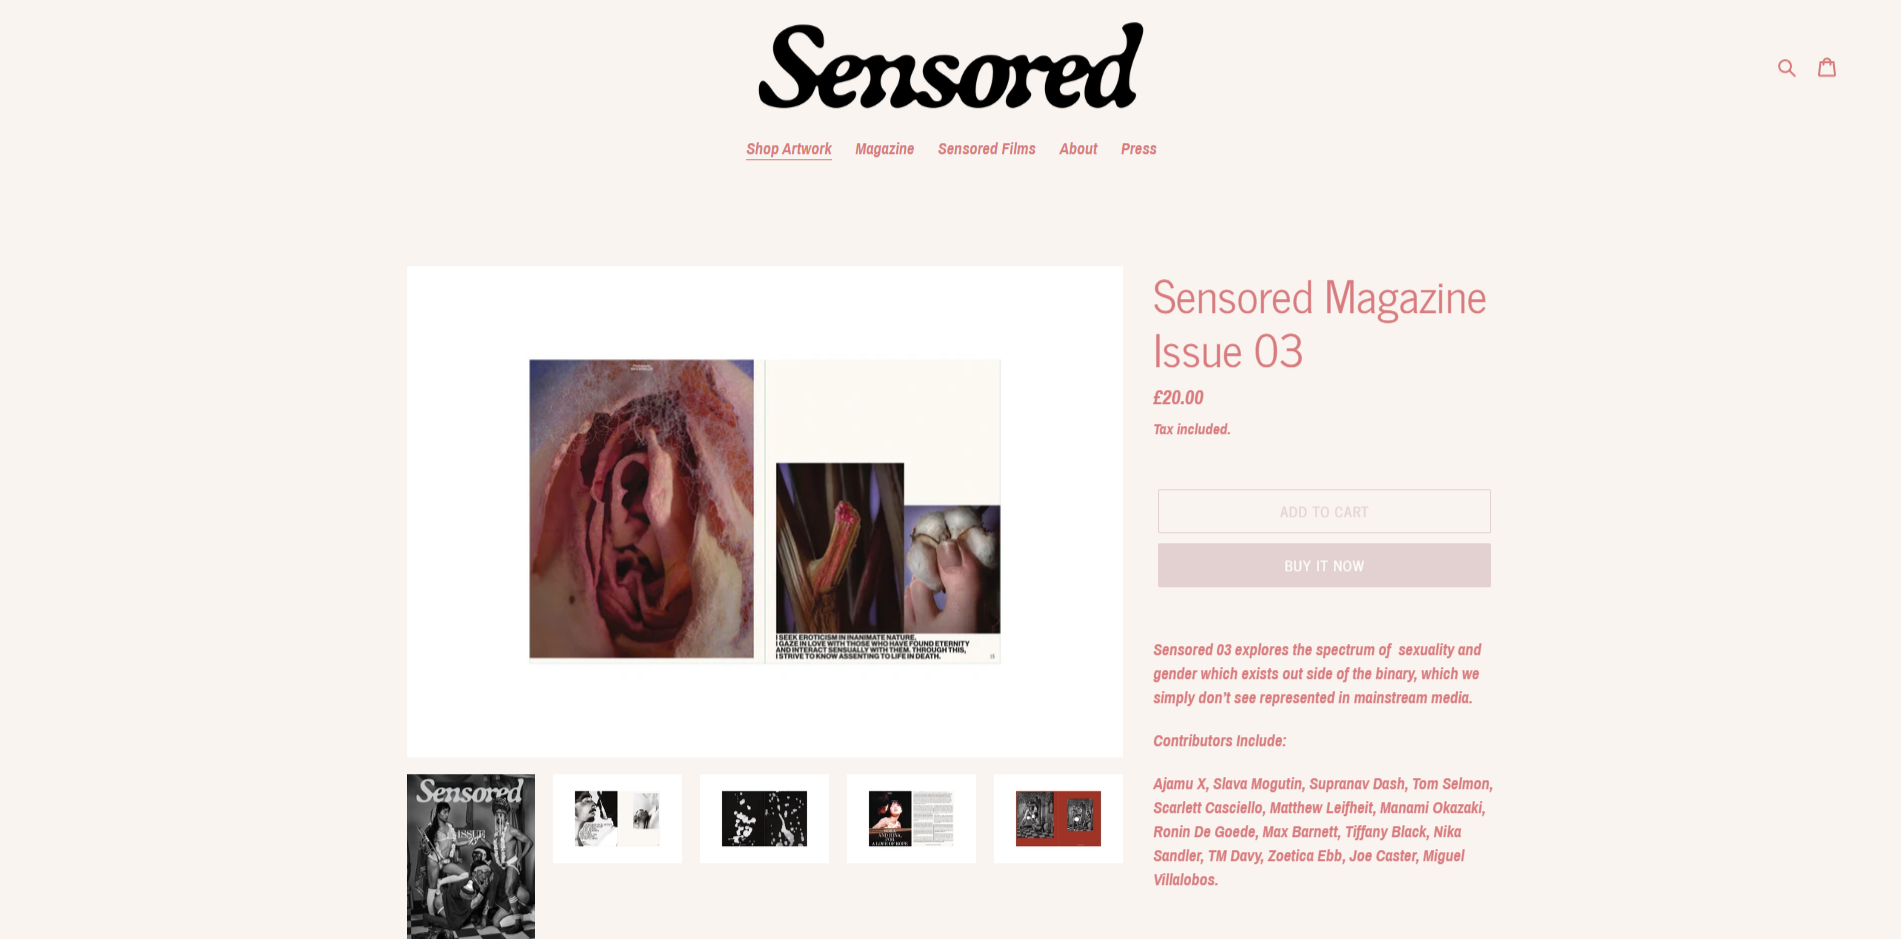 Sensored
Shop Artwork Magazine Sensored Films About Press
Sensored Magazine
Issue 03
£20.00
Tax included.
ADD TO CART
BUY IT NOW
I SEEK EROTICISM IN INANIMATE NATURE.
I GAZE IN LOVE WITH THOSE WHO HAVE FOUND ETERNITY
AND INTERACT SENSUALLY WITH THEM. THROUGH THIS,
I STRIVE TO KNOW ASSENTING TO LIFE IN DEATH.
15
Sensored 03 explores the spectrum of  sexuality and
gender which exists out side of the binary, which we
simply don't see represented in mainstream media.
Contributors Include:
Ajamu X, Slava Mogutin, Supranav Dash, Tom Selmon,
Scarlett Casciello, Matthew Leifheit, Manami Okazaki,
Ronin De Goede, Max Barnett, Tiffany Black, Nika
Sandler, TM Davy, Zoetica Ebb, Joe Caster, Miguel
Villalobos.
Sensored
ISSUE